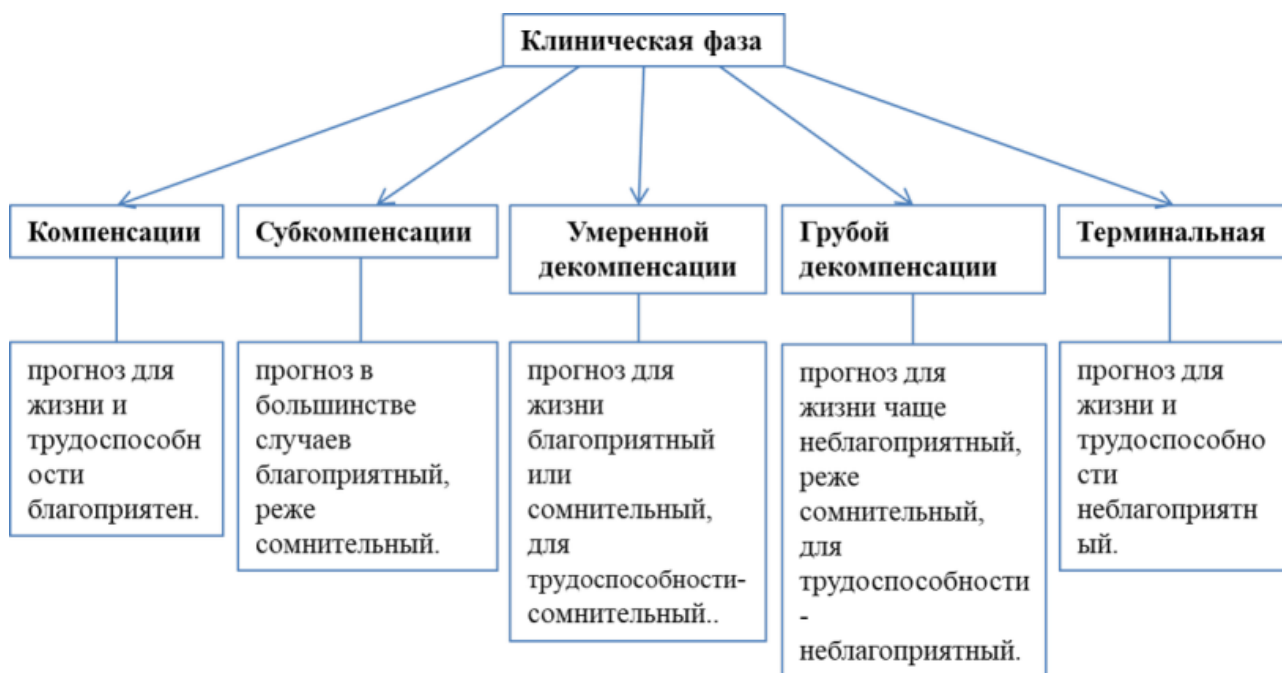 Клиническая фаза
Компенсации
Субкомпенсации
Умеренной
декомпенсации
Грубой
декомпенсации
Терминальная
прогноз для
жизни и
трудоспособн
ости
благоприятен.
прогноз в
большинстве
случаев
благоприятный,
реже
сомнительный.
прогноз для
жизни
благоприятный
или
сомнительный,
для
трудоспособности-
сомнительный..
прогноз для
жизни чаще
неблагоприятный,
реже
сомнительный,
для
трудоспособности
-
неблагоприятный.
прогноз для
жизни и
трудоспособно
сти
неблагоприятн
ый.